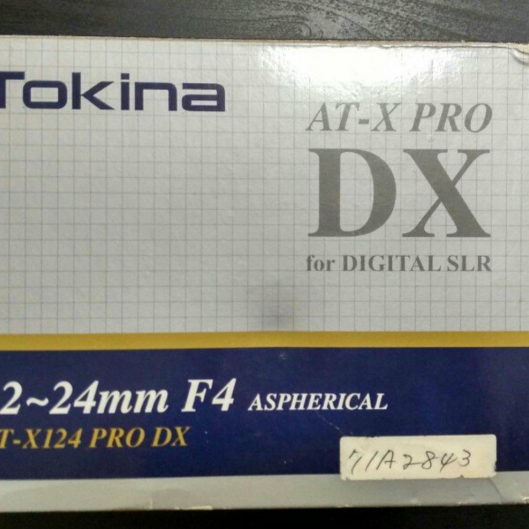 Tokina
AT-X PRO
DX
for DIGITAL SLR
2~24mm F4 ASPHERICAL
T-X124 PRO DX
71A2843